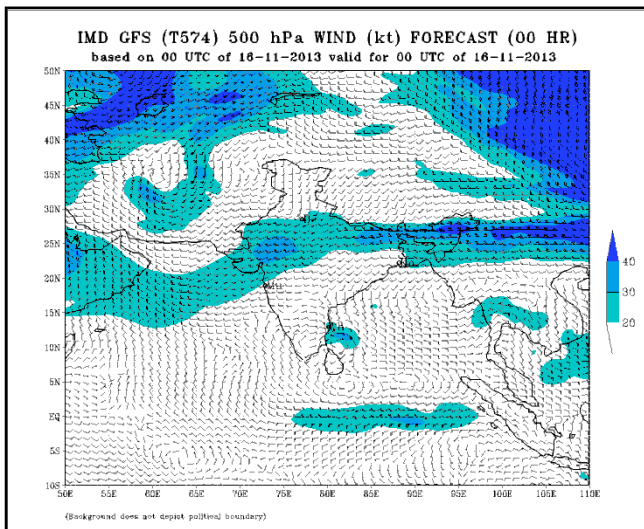 IMD GFS (T574) 500 hPa WIND (kt) FORECAST (00 HR)
based on 00 UTC of 16-11-2013 valid for 00 UTC of 16-11-2013
50N
45N
40N
35N
30N
25N
20N
15N
10N
5N
EQ
5S
10S
50E 55E 60E 65E 70E 75E 80E 85E 90E 95E 100E 105E 110E
40
30
20
(Background does not depict political boundary)